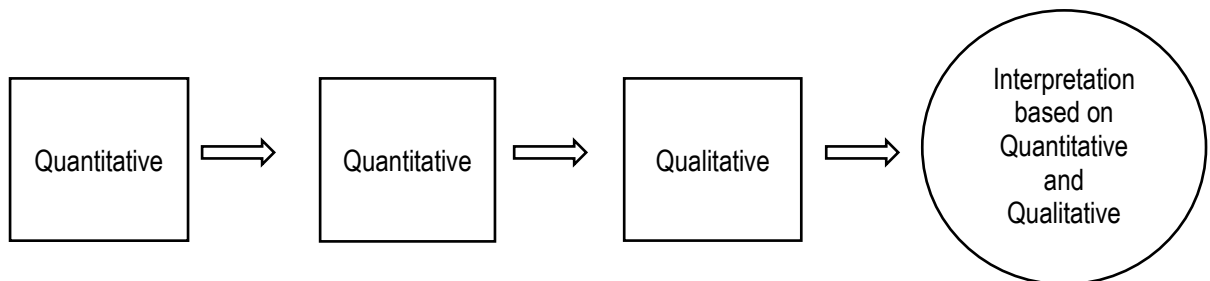 Quantitative
Quantitative
Qualitative
Interpretation
based on
Quantitative
and
Qualitative